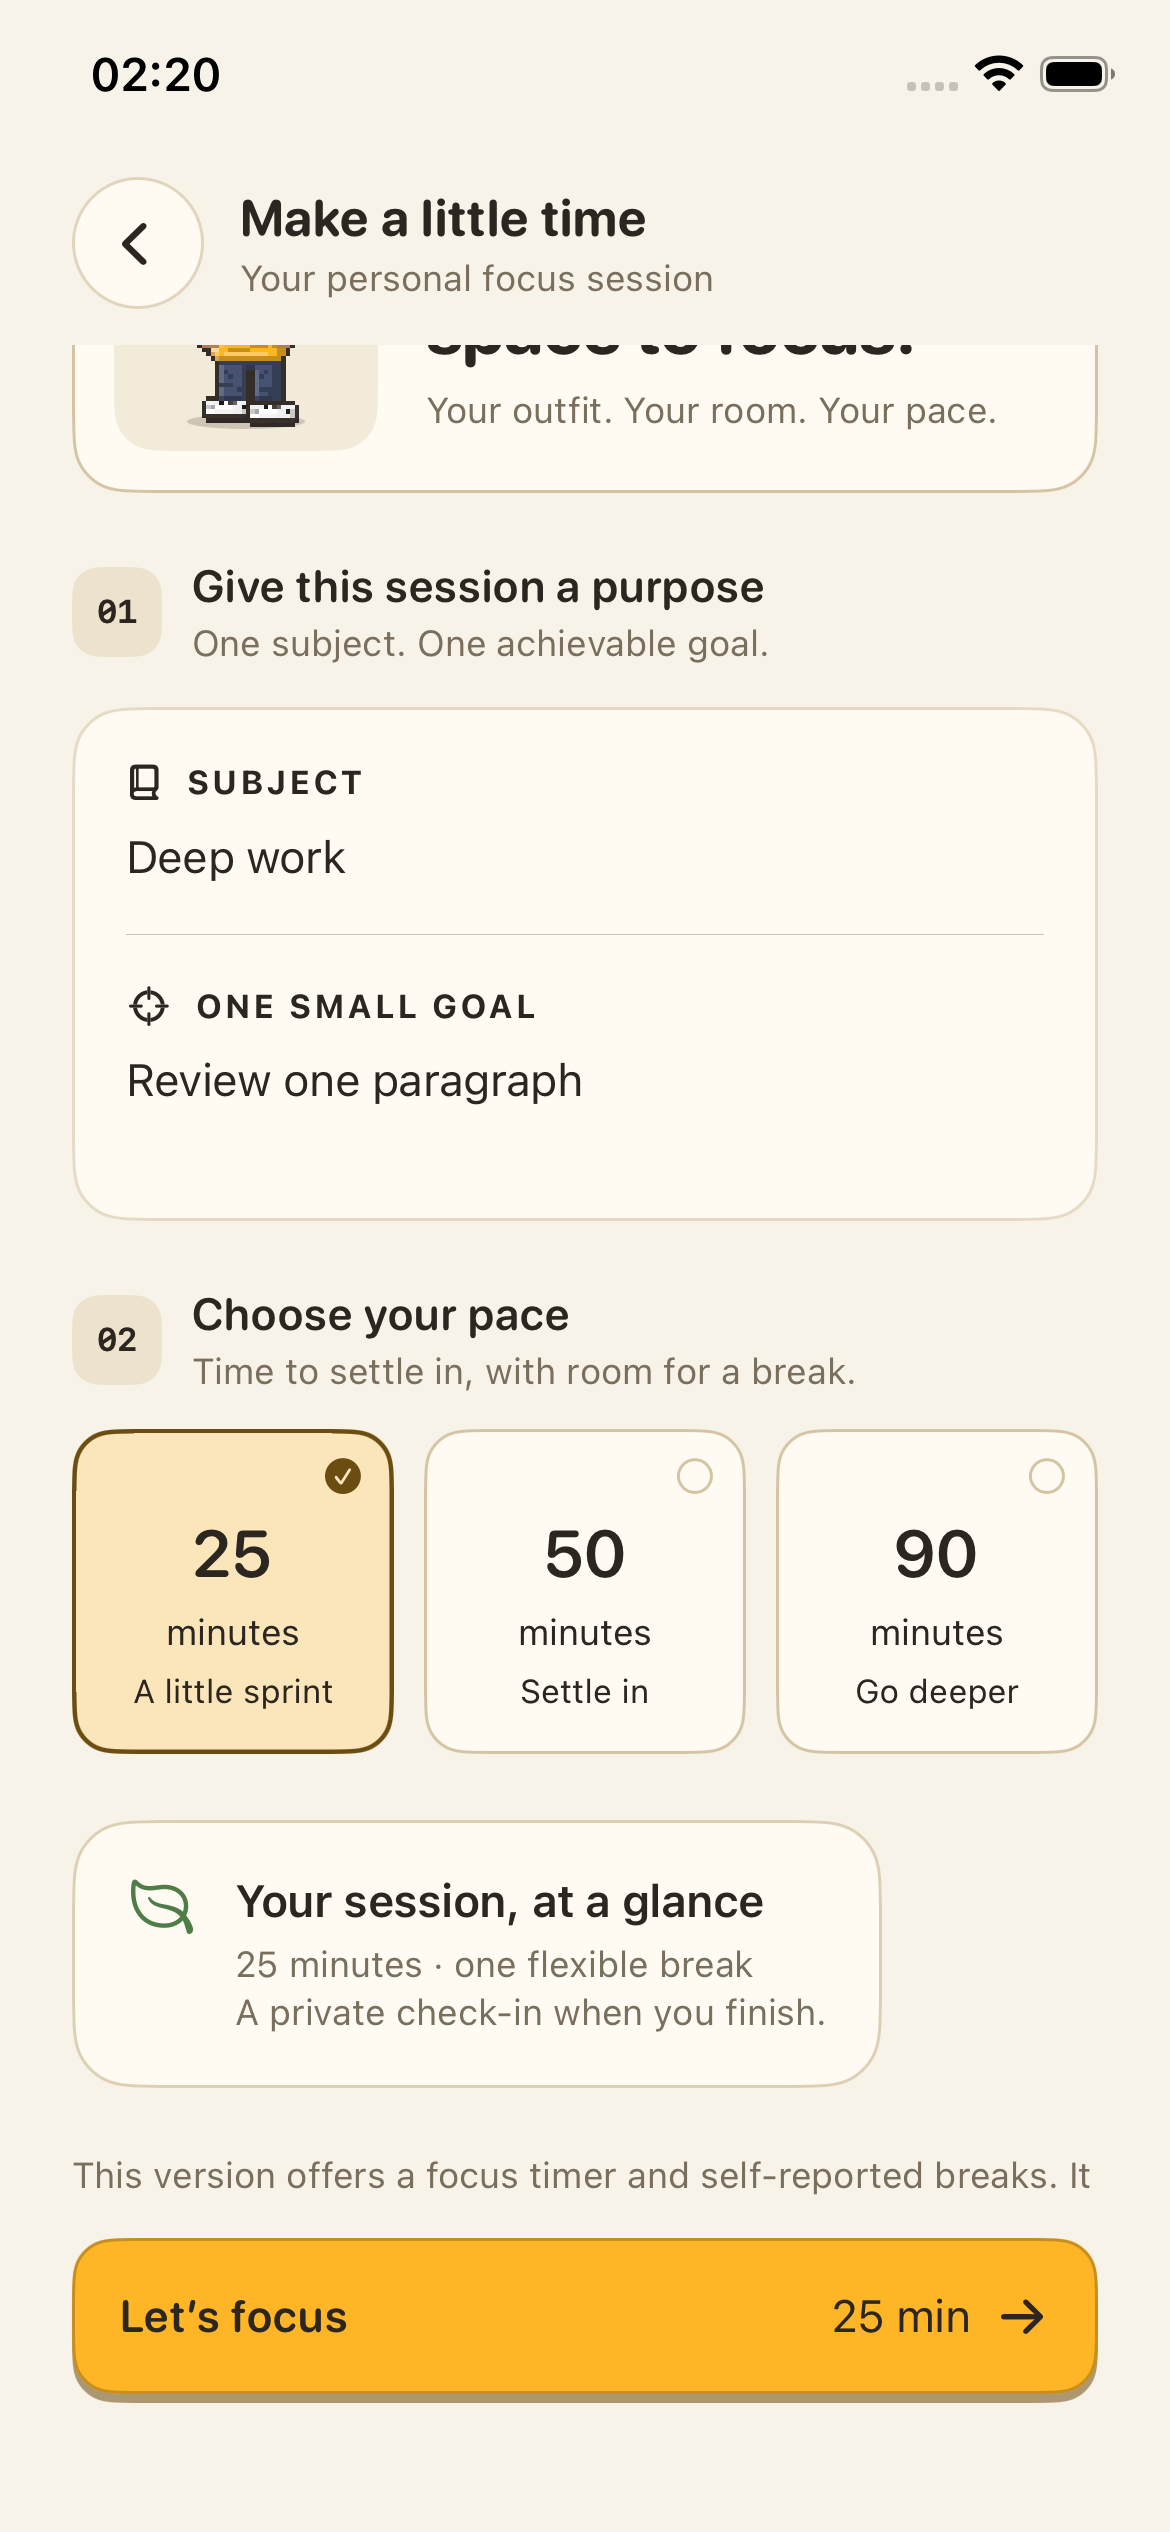 02:20
Make a little time
Your personal focus session
space to focus.
Your outfit. Your room. Your pace.
01
Give this session a purpose
One subject. One achievable goal.
SUBJECT
Deep work
ONE SMALL GOAL
Review one paragraph
02
Choose your pace
Time to settle in, with room for a break.
25
minutes
A little sprint
50
minutes
Settle in
90
minutes
Go deeper
Your session, at a glance
25 minutes · one flexible break
A private check-in when you finish.
This version offers a focus timer and self-reported breaks. It
Let’s focus
25 min